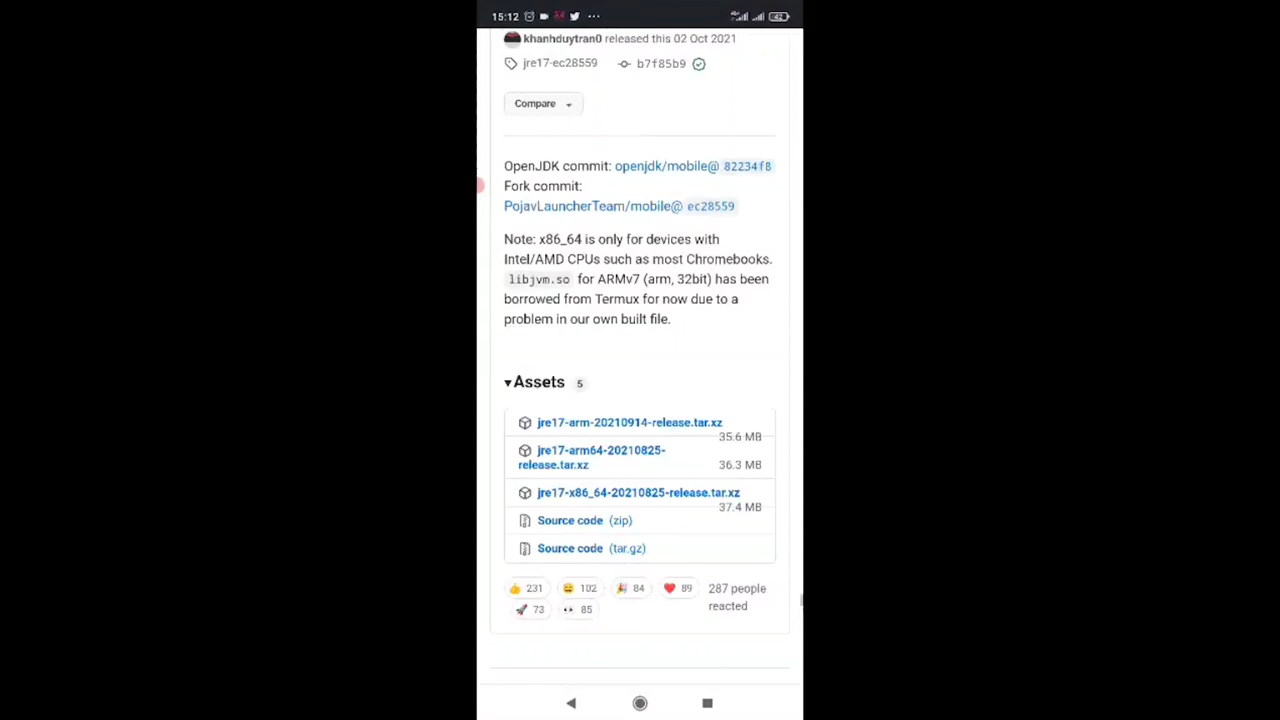 15:12
42
khanhduytran0 released this 02 Oct 2021
jre17-ec28559 b7f85b9
Compare
OpenJDK commit: openjdk/mobile@ 82234f8
Fork commit:
PojavLauncherTeam/mobile@ ec28559
Note: x86_64 is only for devices with
Intel/AMD CPUs such as most Chromebooks.
libjvm.so for ARMv7 (arm, 32bit) has been
borrowed from Termux for now due to a
problem in our own built file.
Assets 5
jre17-arm-20210914-release.tar.xz
35.6 MB
jre17-arm64-20210825-
release.tar.xz 36.3 MB
jre17-x86_64-20210825-release.tar.xz
37.4 MB
Source code (zip)
Source code (tar.gz)
👍 231 😄 102 🎉 84 ❤️ 89 287 people
🚀 73 👀 85 reacted